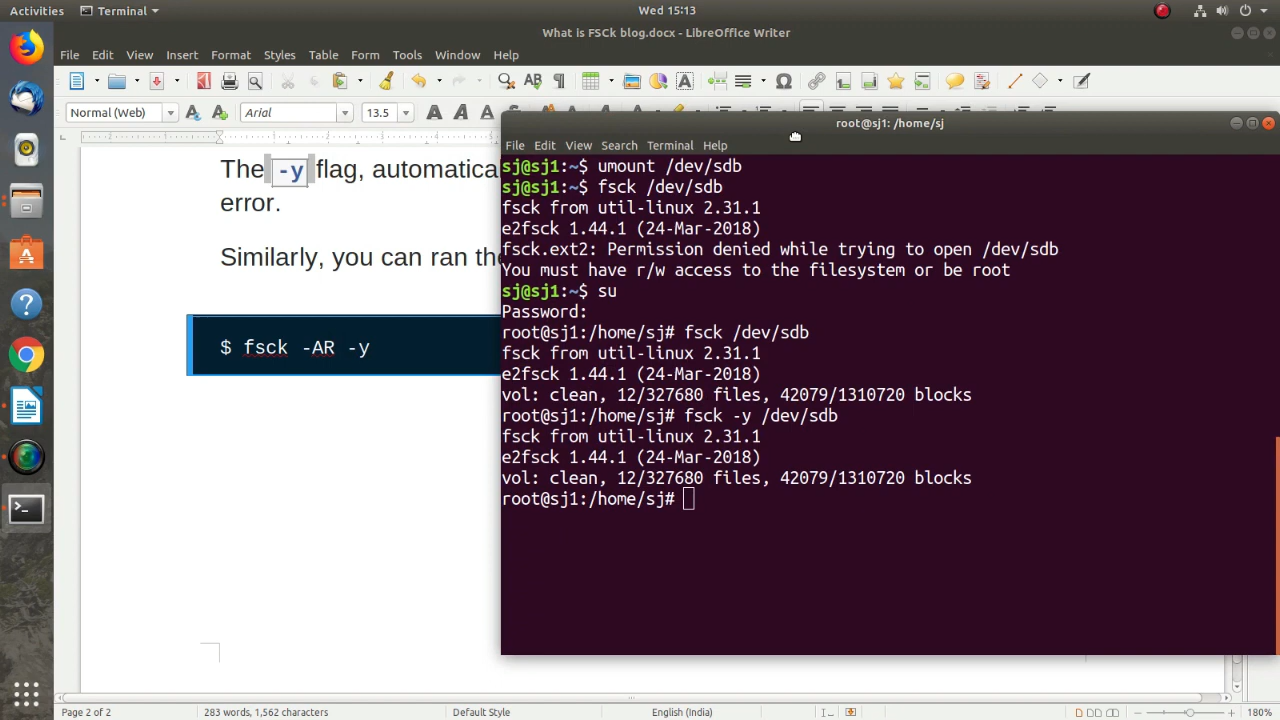 Activities Terminal Wed 15:13
What is FSCk blog.docx - LibreOffice Writer
File Edit View Insert Format Styles Table Form Tools Window Help
Normal (Web) Arial 13.5
The -y flag, automatica
error.
Similarly, you can ran the
$ fsck -AR -y
root@sj1: /home/sj
File Edit View Search Terminal Help
sj@sj1:~$ umount /dev/sdb
sj@sj1:~$ fsck /dev/sdb
fsck from util-linux 2.31.1
e2fsck 1.44.1 (24-Mar-2018)
fsck.ext2: Permission denied while trying to open /dev/sdb
You must have r/w access to the filesystem or be root
sj@sj1:~$ su
Password:
root@sj1:/home/sj# fsck /dev/sdb
fsck from util-linux 2.31.1
e2fsck 1.44.1 (24-Mar-2018)
vol: clean, 12/327680 files, 42079/1310720 blocks
root@sj1:/home/sj# fsck -y /dev/sdb
fsck from util-linux 2.31.1
e2fsck 1.44.1 (24-Mar-2018)
vol: clean, 12/327680 files, 42079/1310720 blocks
root@sj1:/home/sj#
Page 2 of 2 283 words, 1,562 characters Default Style English (India) 180%